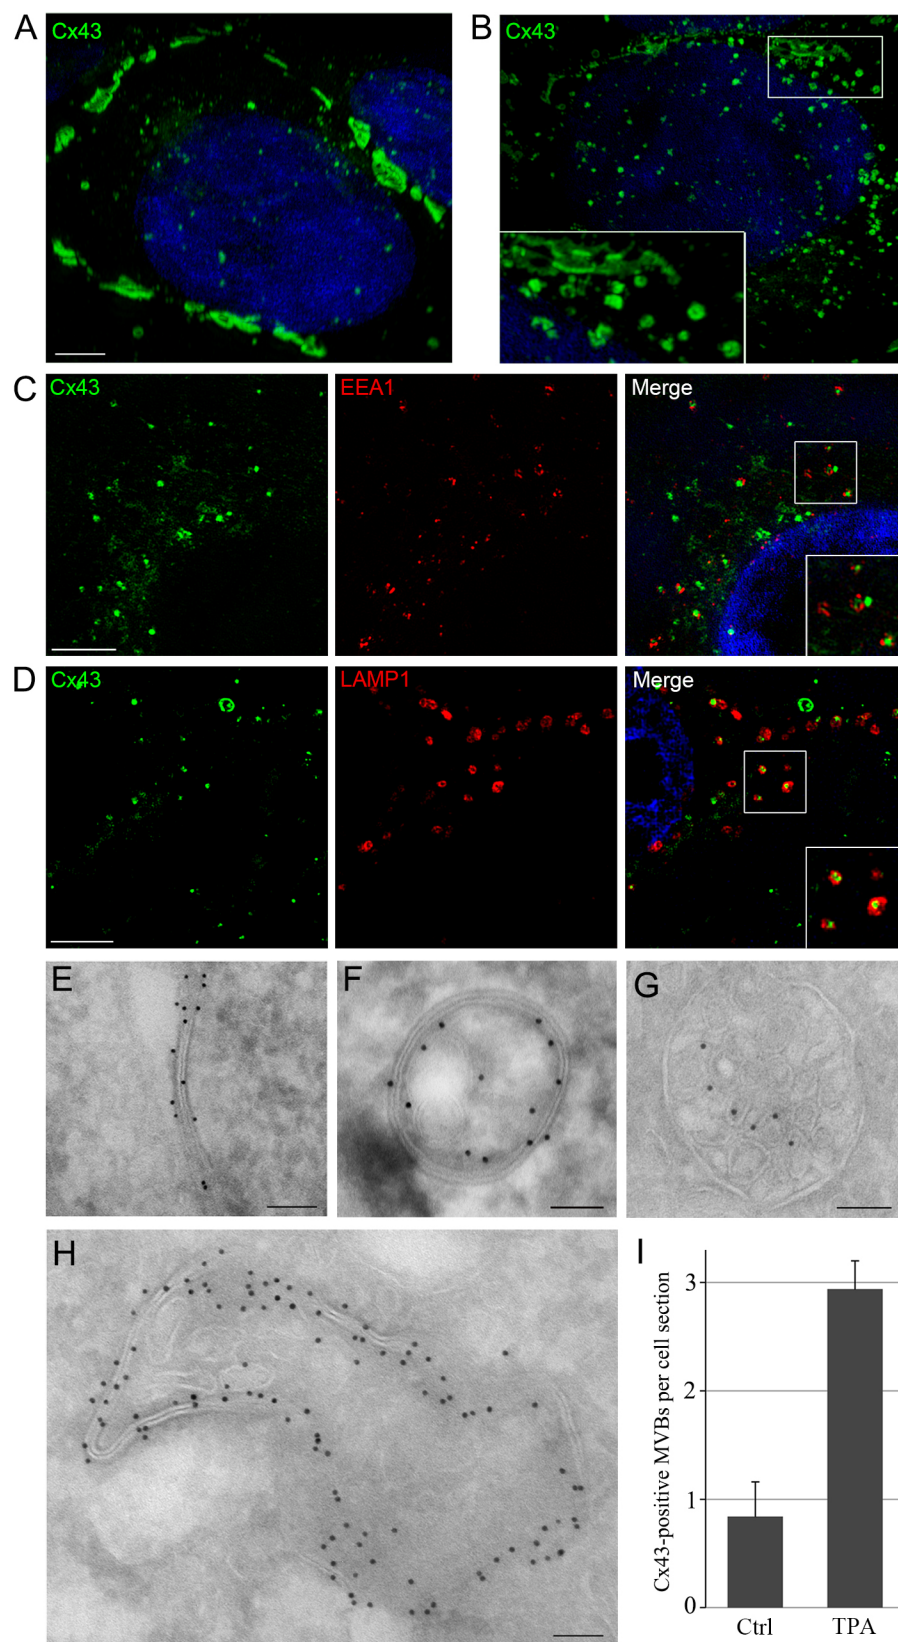 A
Cx43
B
Cx43
C
Cx43
EEA1
Merge
D
Cx43
LAMP1
Merge
E
F
G
H
I
Cx43-positive MVBs per cell section
3
2
1
0
Ctrl
TPA